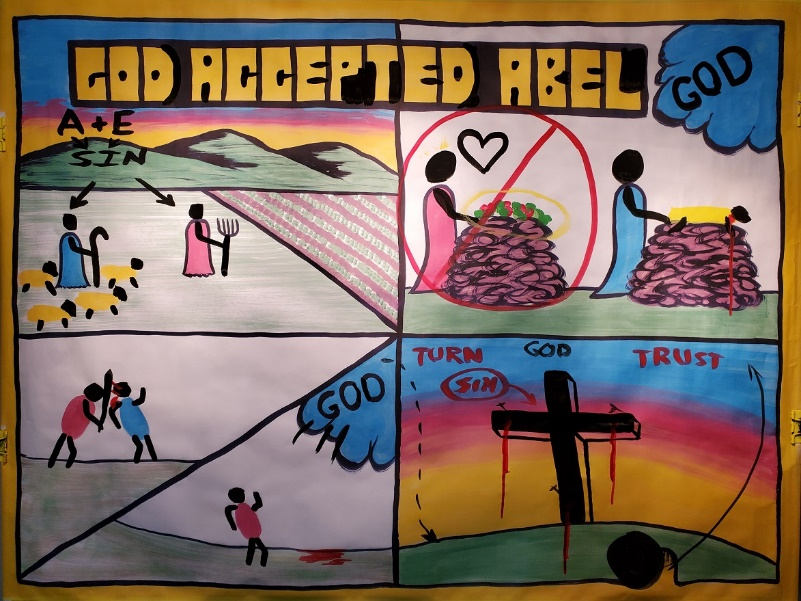 GOD ACCEPTED ABEL
GOD
A + E
SIN
GOD
TURN GOD TRUST
SIN